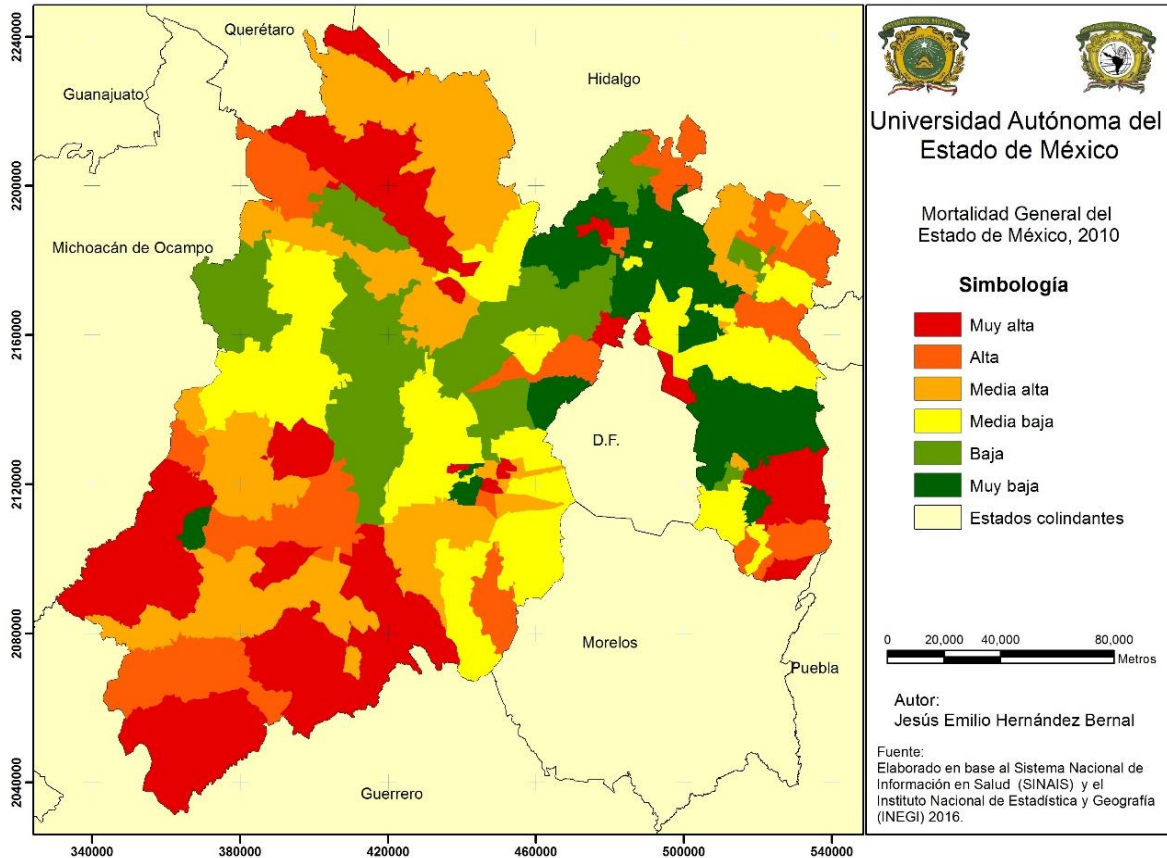 Querétaro
Guanajuato
Hidalgo
Michoacán de Ocampo
D.F.
Morelos
Puebla
Guerrero
2240000
2200000
2160000
2120000
2080000
2040000
340000 380000 420000 460000 500000 540000
Universidad Autónoma del
Estado de México
Mortalidad General del
Estado de México, 2010
Simbología
Muy alta
Alta
Media alta
Media baja
Baja
Muy baja
Estados colindantes
0 20,000 40,000 80,000
Metros
Autor:
Jesús Emilio Hernández Bernal
Fuente:
Elaborado en base al Sistema Nacional de
Información en Salud (SINAIS) y el
Instituto Nacional de Estadística y Geografía
(INEGI) 2016.